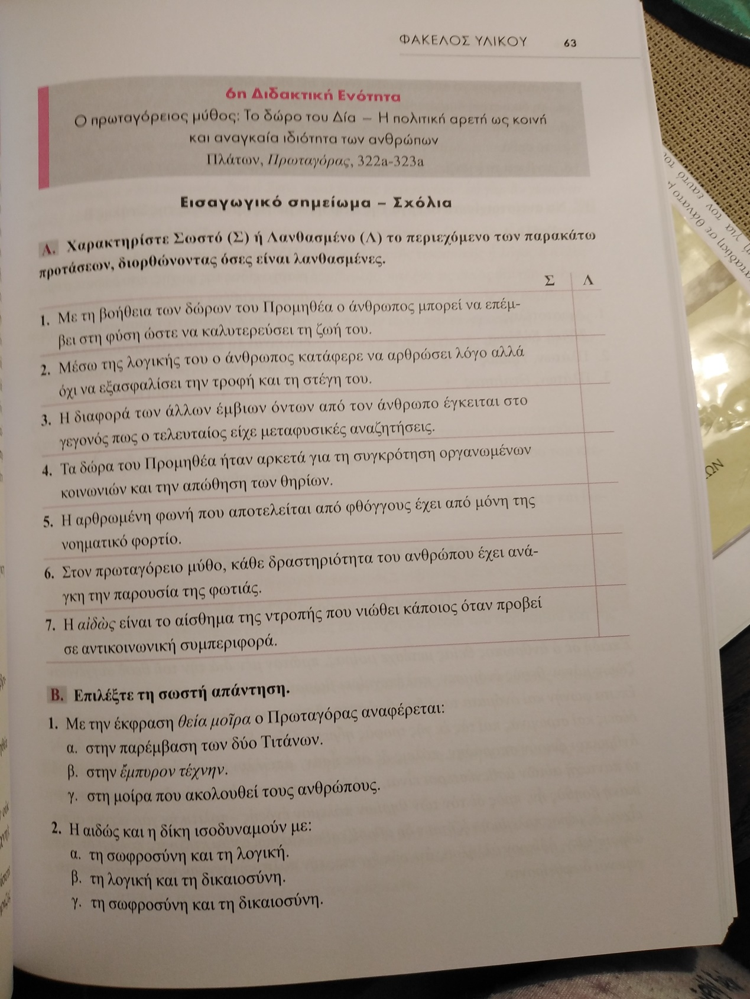 ΦΑΚΕΛΟΣ ΥΛΙΚΟΥ 63
6η Διδακτική Ενότητα
Ο πρωταγόρειος μύθος: Το δώρο του Δία – Η πολιτική αρετή ως κοινή
και αναγκαία ιδιότητα των ανθρώπων
Πλάτων, Πρωταγόρας, 322a-323a
Εισαγωγικό σημείωμα – Σχόλια
Α. Χαρακτηρίστε Σωστό (Σ) ή Λανθασμένο (Λ) το περιεχόμενο των παρακάτω
προτάσεων, διορθώνοντας όσες είναι λανθασμένες.
Σ Λ
1. Με τη βοήθεια των δώρων του Προμηθέα ο άνθρωπος μπορεί να επέμ-
βει στη φύση ώστε να καλυτερεύσει τη ζωή του.
2. Μέσω της λογικής του ο άνθρωπος κατάφερε να αρθρώσει λόγο αλλά
όχι να εξασφαλίσει την τροφή και τη στέγη του.
3. Η διαφορά των άλλων έμβιων όντων από τον άνθρωπο έγκειται στο
γεγονός πως ο τελευταίος είχε μεταφυσικές αναζητήσεις.
4. Τα δώρα του Προμηθέα ήταν αρκετά για τη συγκρότηση οργανωμένων
κοινωνιών και την απώθηση των θηρίων.
5. Η αρθρωμένη φωνή που αποτελείται από φθόγγους έχει από μόνη της
νοηματικό φορτίο.
6. Στον πρωταγόρειο μύθο, κάθε δραστηριότητα του ανθρώπου έχει ανά-
γκη την παρουσία της φωτιάς.
7. Η αἰδὼς είναι το αίσθημα της ντροπής που νιώθει κάποιος όταν προβεί
σε αντικοινωνική συμπεριφορά.
Β. Επιλέξτε τη σωστή απάντηση.
1. Με την έκφραση θεία μοῖρα ο Πρωταγόρας αναφέρεται:
α. στην παρέμβαση των δύο Τιτάνων.
β. στην ἔμπυρον τέχνην.
γ. στη μοίρα που ακολουθεί τους ανθρώπους.
2. Η αιδώς και η δίκη ισοδυναμούν με:
α. τη σωφροσύνη και τη λογική.
β. τη λογική και τη δικαιοσύνη.
γ. τη σωφροσύνη και τη δικαιοσύνη.
για τον εαυτό του
σε θάνατο
ΩΝ